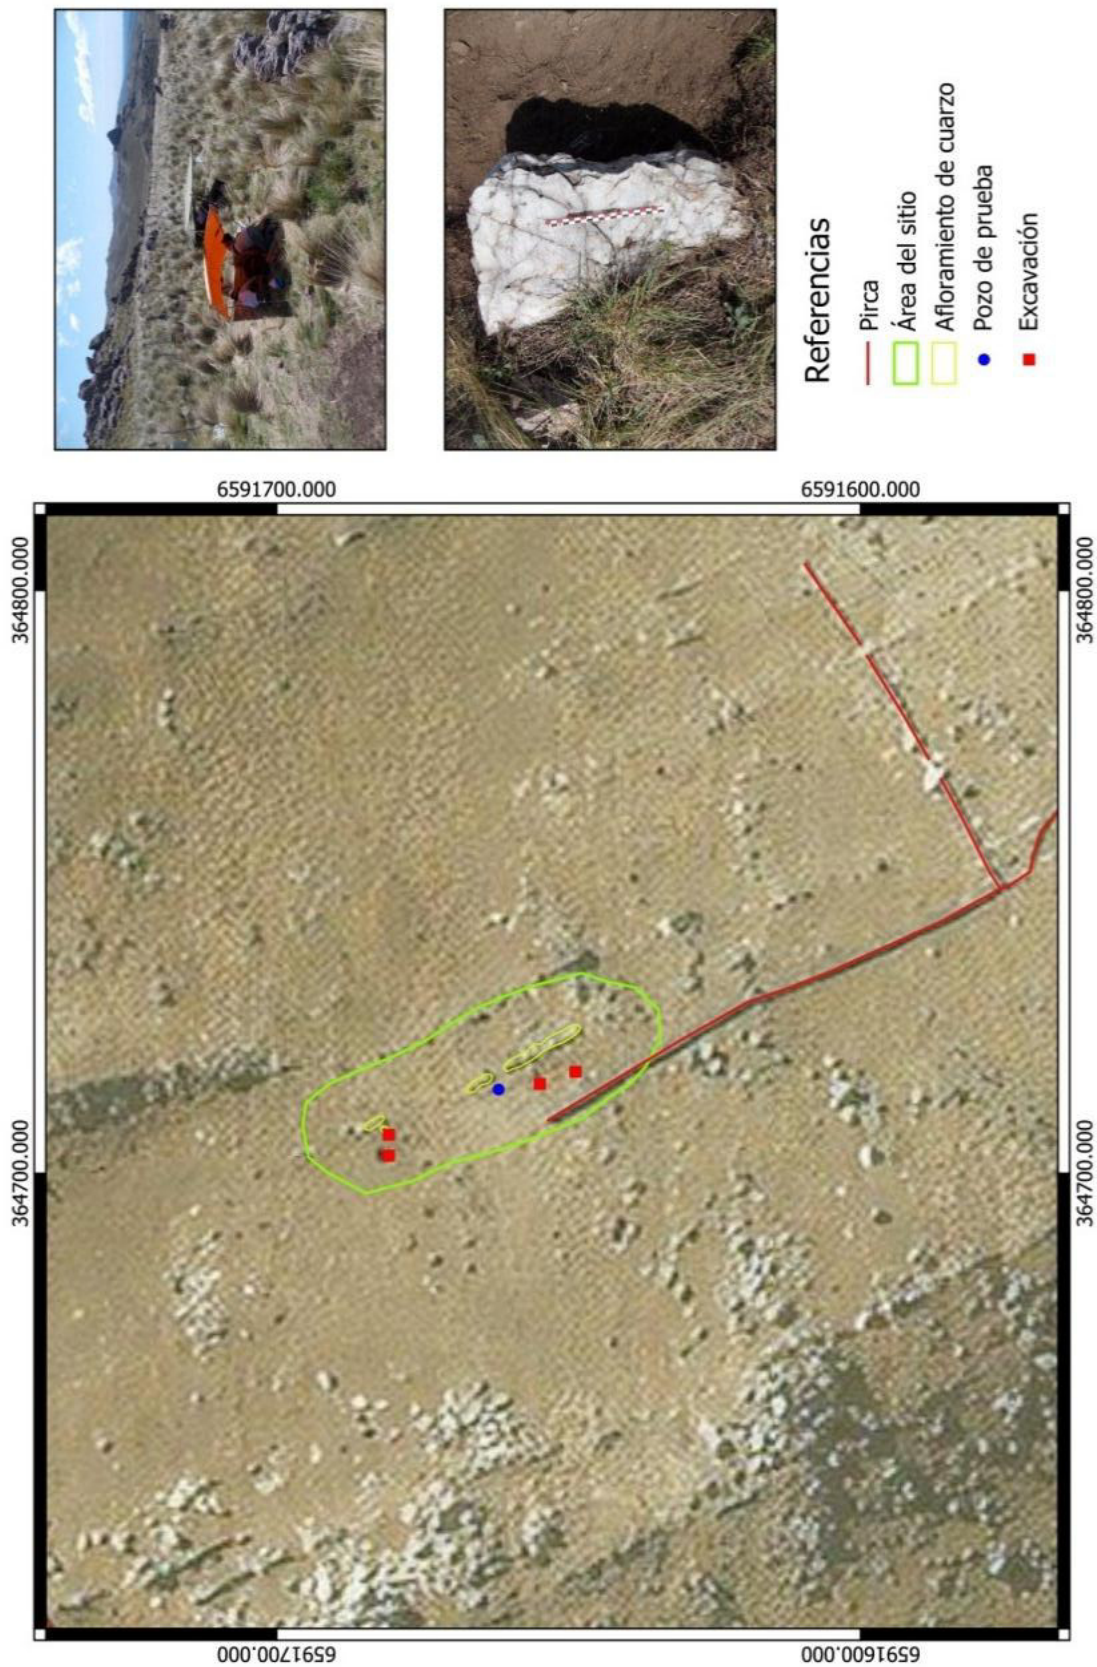 6591700.000
6591600.000
364800.000
364800.000
364700.000
364700.000
6591700.000
6591600.000
Referencias
Pirca
Área del sitio
Afloramiento de cuarzo
Pozo de prueba
Excavación